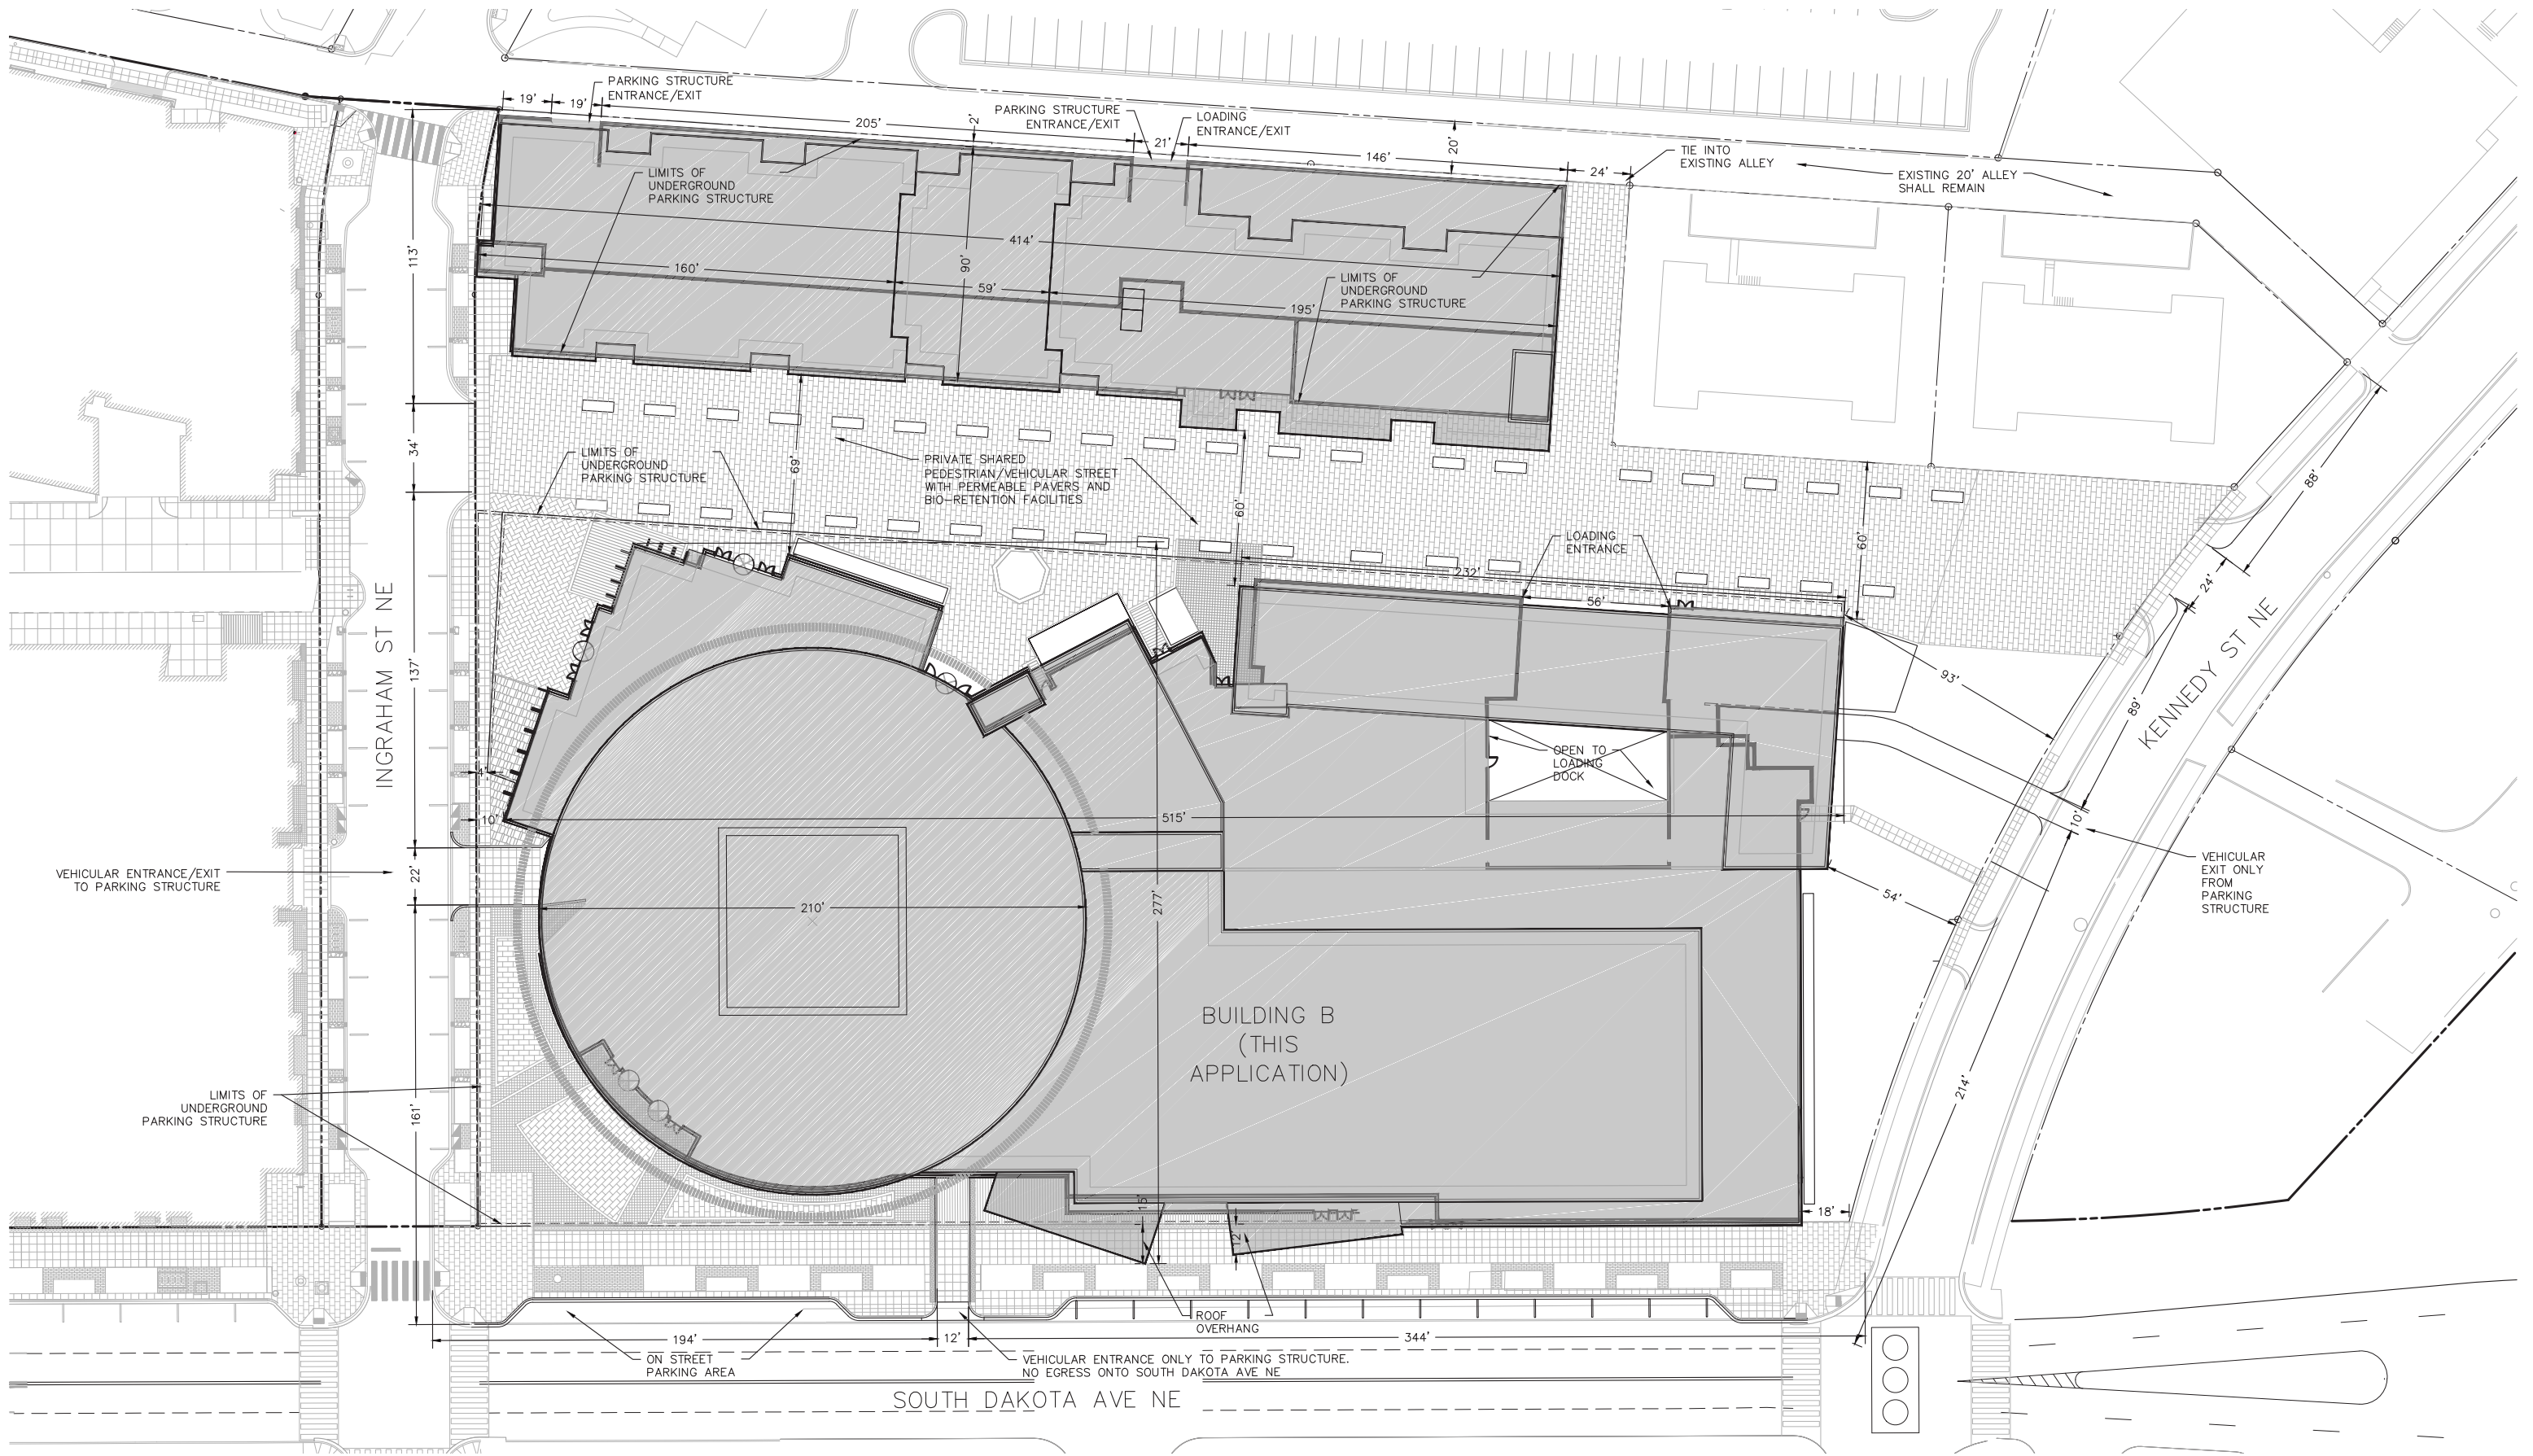 PARKING STRUCTURE
ENTRANCE/EXIT
19'
19'
205'
2'
PARKING STRUCTURE
ENTRANCE/EXIT
21'
LOADING
ENTRANCE/EXIT
146'
20'
24'
TIE INTO
EXISTING ALLEY
EXISTING 20' ALLEY
SHALL REMAIN
LIMITS OF
UNDERGROUND
PARKING STRUCTURE
113'
414'
160'
59'
90'
195'
LIMITS OF
UNDERGROUND
PARKING STRUCTURE
34'
LIMITS OF
UNDERGROUND
PARKING STRUCTURE
69'
PRIVATE SHARED
PEDESTRIAN/VEHICULAR STREET
WITH PERMEABLE PAVERS AND
BIO-RETENTION FACILITIES
60'
LOADING
ENTRANCE
60'
88'
24'
232'
56'
INGRAHAM ST NE
137'
93'
89'
KENNEDY ST NE
4'
OPEN TO
LOADING
DOCK
10'
515'
10'
VEHICULAR ENTRANCE/EXIT
TO PARKING STRUCTURE
22'
277'
210'
54'
VEHICULAR
EXIT ONLY
FROM
PARKING
STRUCTURE
BUILDING B
(THIS
APPLICATION)
LIMITS OF
UNDERGROUND
PARKING STRUCTURE
161'
214'
15'
12'
18'
ROOF
OVERHANG
194'
12'
344'
ON STREET
PARKING AREA
VEHICULAR ENTRANCE ONLY TO PARKING STRUCTURE.
NO EGRESS ONTO SOUTH DAKOTA AVE NE
SOUTH DAKOTA AVE NE